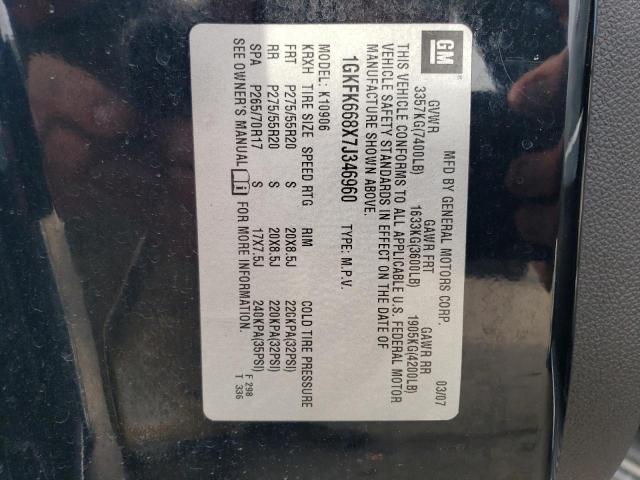 GM®
MFD BY GENERAL MOTORS CORP. 03/07
GVWR GAWR FRT GAWR RR
3357KG(7400LB) 1633KG(3600LB) 1905KG(4200LB)
THIS VEHICLE CONFORMS TO ALL APPLICABLE U.S. FEDERAL MOTOR
VEHICLE SAFETY STANDARDS IN EFFECT ON THE DATE OF
MANUFACTURE SHOWN ABOVE.
1GKFK668X7J346960 TYPE: M.P.V.
MODEL: K10906
KRXH TIRE SIZE SPEED RTG RIM COLD TIRE PRESSURE
FRT P275/55R20 S 20X8.5J 220KPA(32PSI)
RR P275/55R20 S 20X8.5J 220KPA(32PSI)
SPA P265/70R17 S 17X7.5J 240KPA(35PSI)
SEE OWNER'S MANUAL FOR MORE INFORMATION.
F 298
T 336